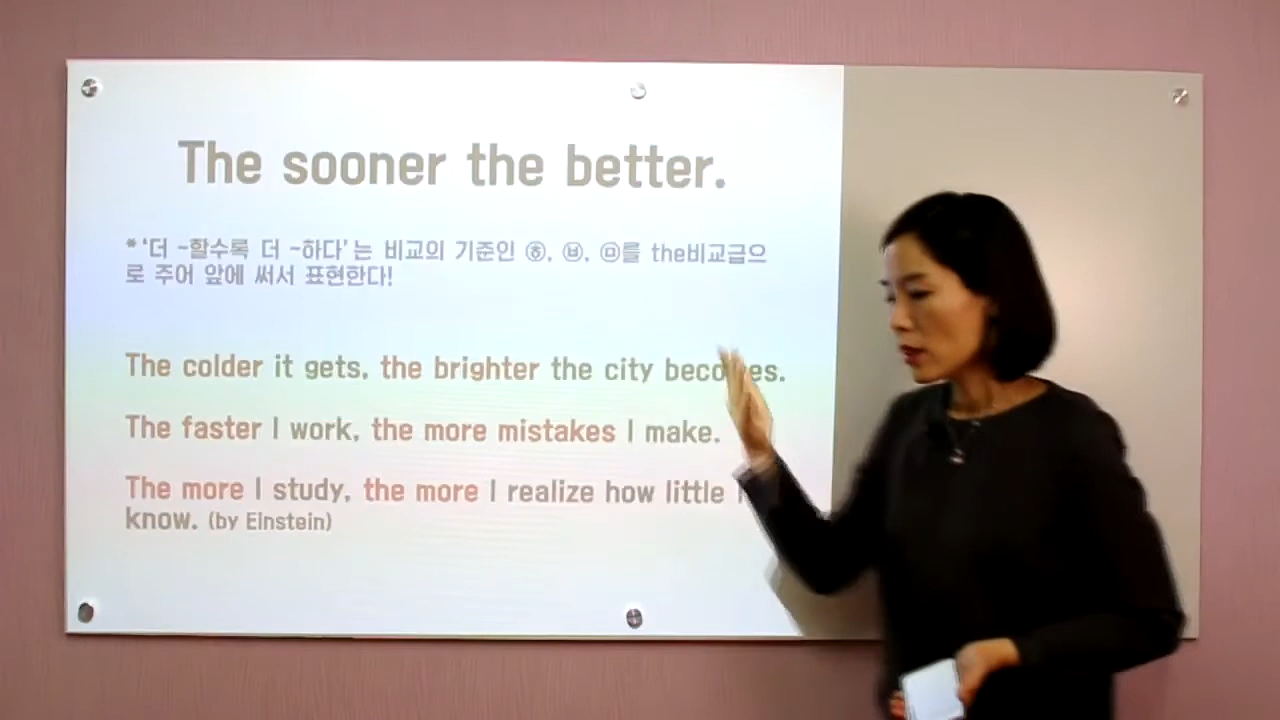 The sooner the better.
* ‘더 ~할수록 더 ~하다’는 비교의 기준인 ㉻, ㉥, ㉤를 the비교급으
로 주어 앞에 써서 표현한다!
The colder it gets, the brighter the city becomes.
The faster I work, the more mistakes I make.
The more I study, the more I realize how little I
know. (by Einstein)